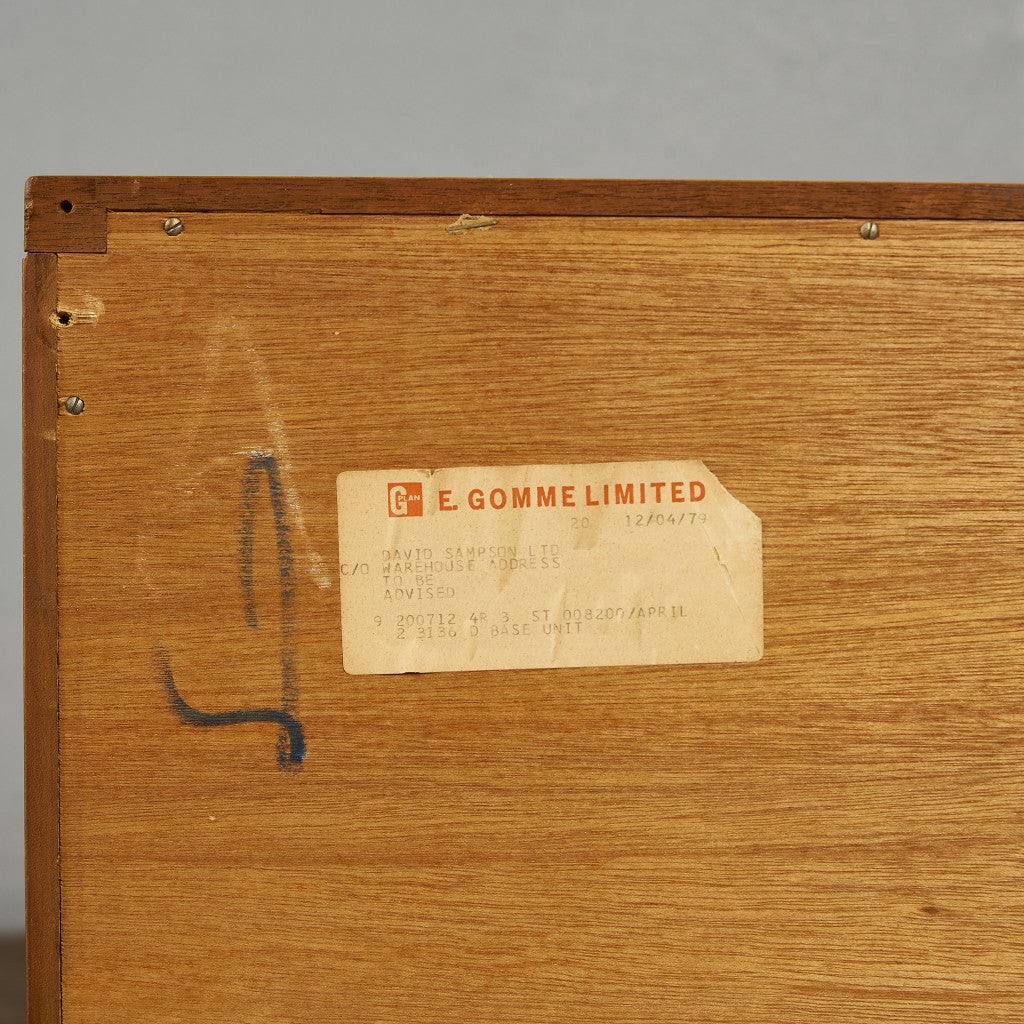 G PLAN E. GOMME LIMITED
20 12/04/79
DAVID SAMPSON LTD
C/O WAREHOUSE ADDRESS
TO BE
ADVISED
9 200712 4R 3 ST 008200/APRIL
2 3136 D BASE UNIT